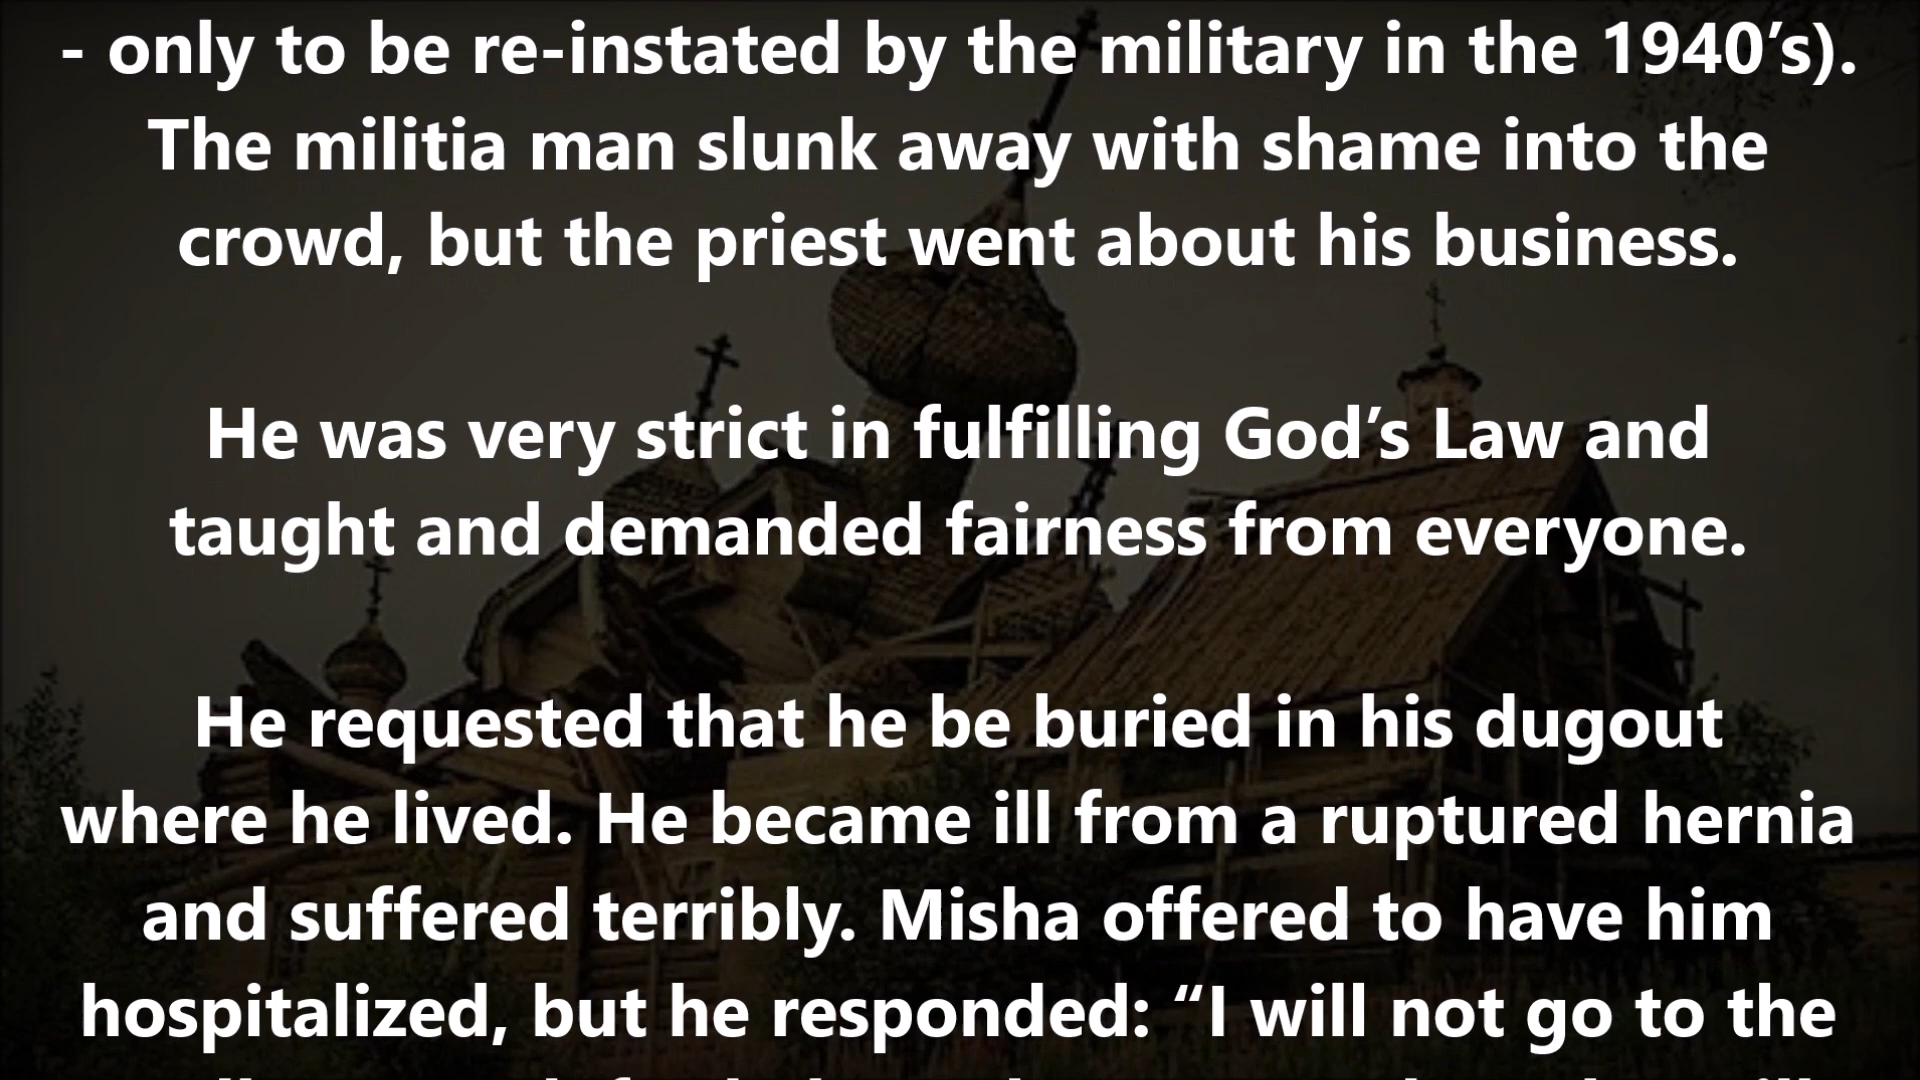 - only to be re-instated by the military in the 1940’s).
The militia man slunk away with shame into the
crowd, but the priest went about his business.
He was very strict in fulfilling God’s Law and
taught and demanded fairness from everyone.
He requested that he be buried in his dugout
where he lived. He became ill from a ruptured hernia
and suffered terribly. Misha offered to have him
hospitalized, but he responded: “I will not go to the